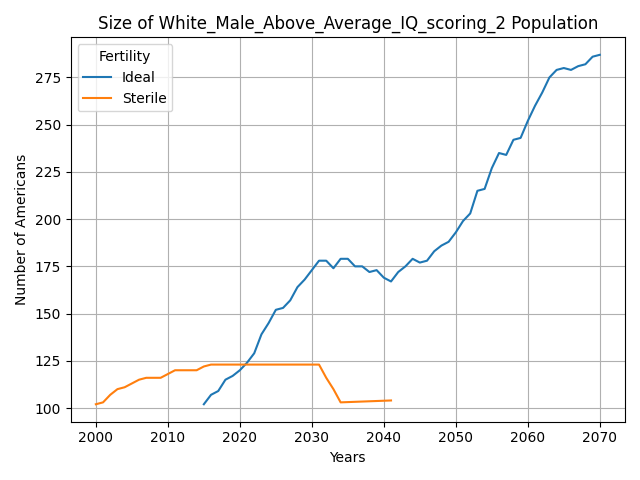 Size of White_Male_Above_Average_IQ_scoring_2 Population
Fertility
Ideal
Sterile
275
250
225
200
175
150
125
100
Number of Americans
2000 2010 2020 2030 2040 2050 2060 2070
Years